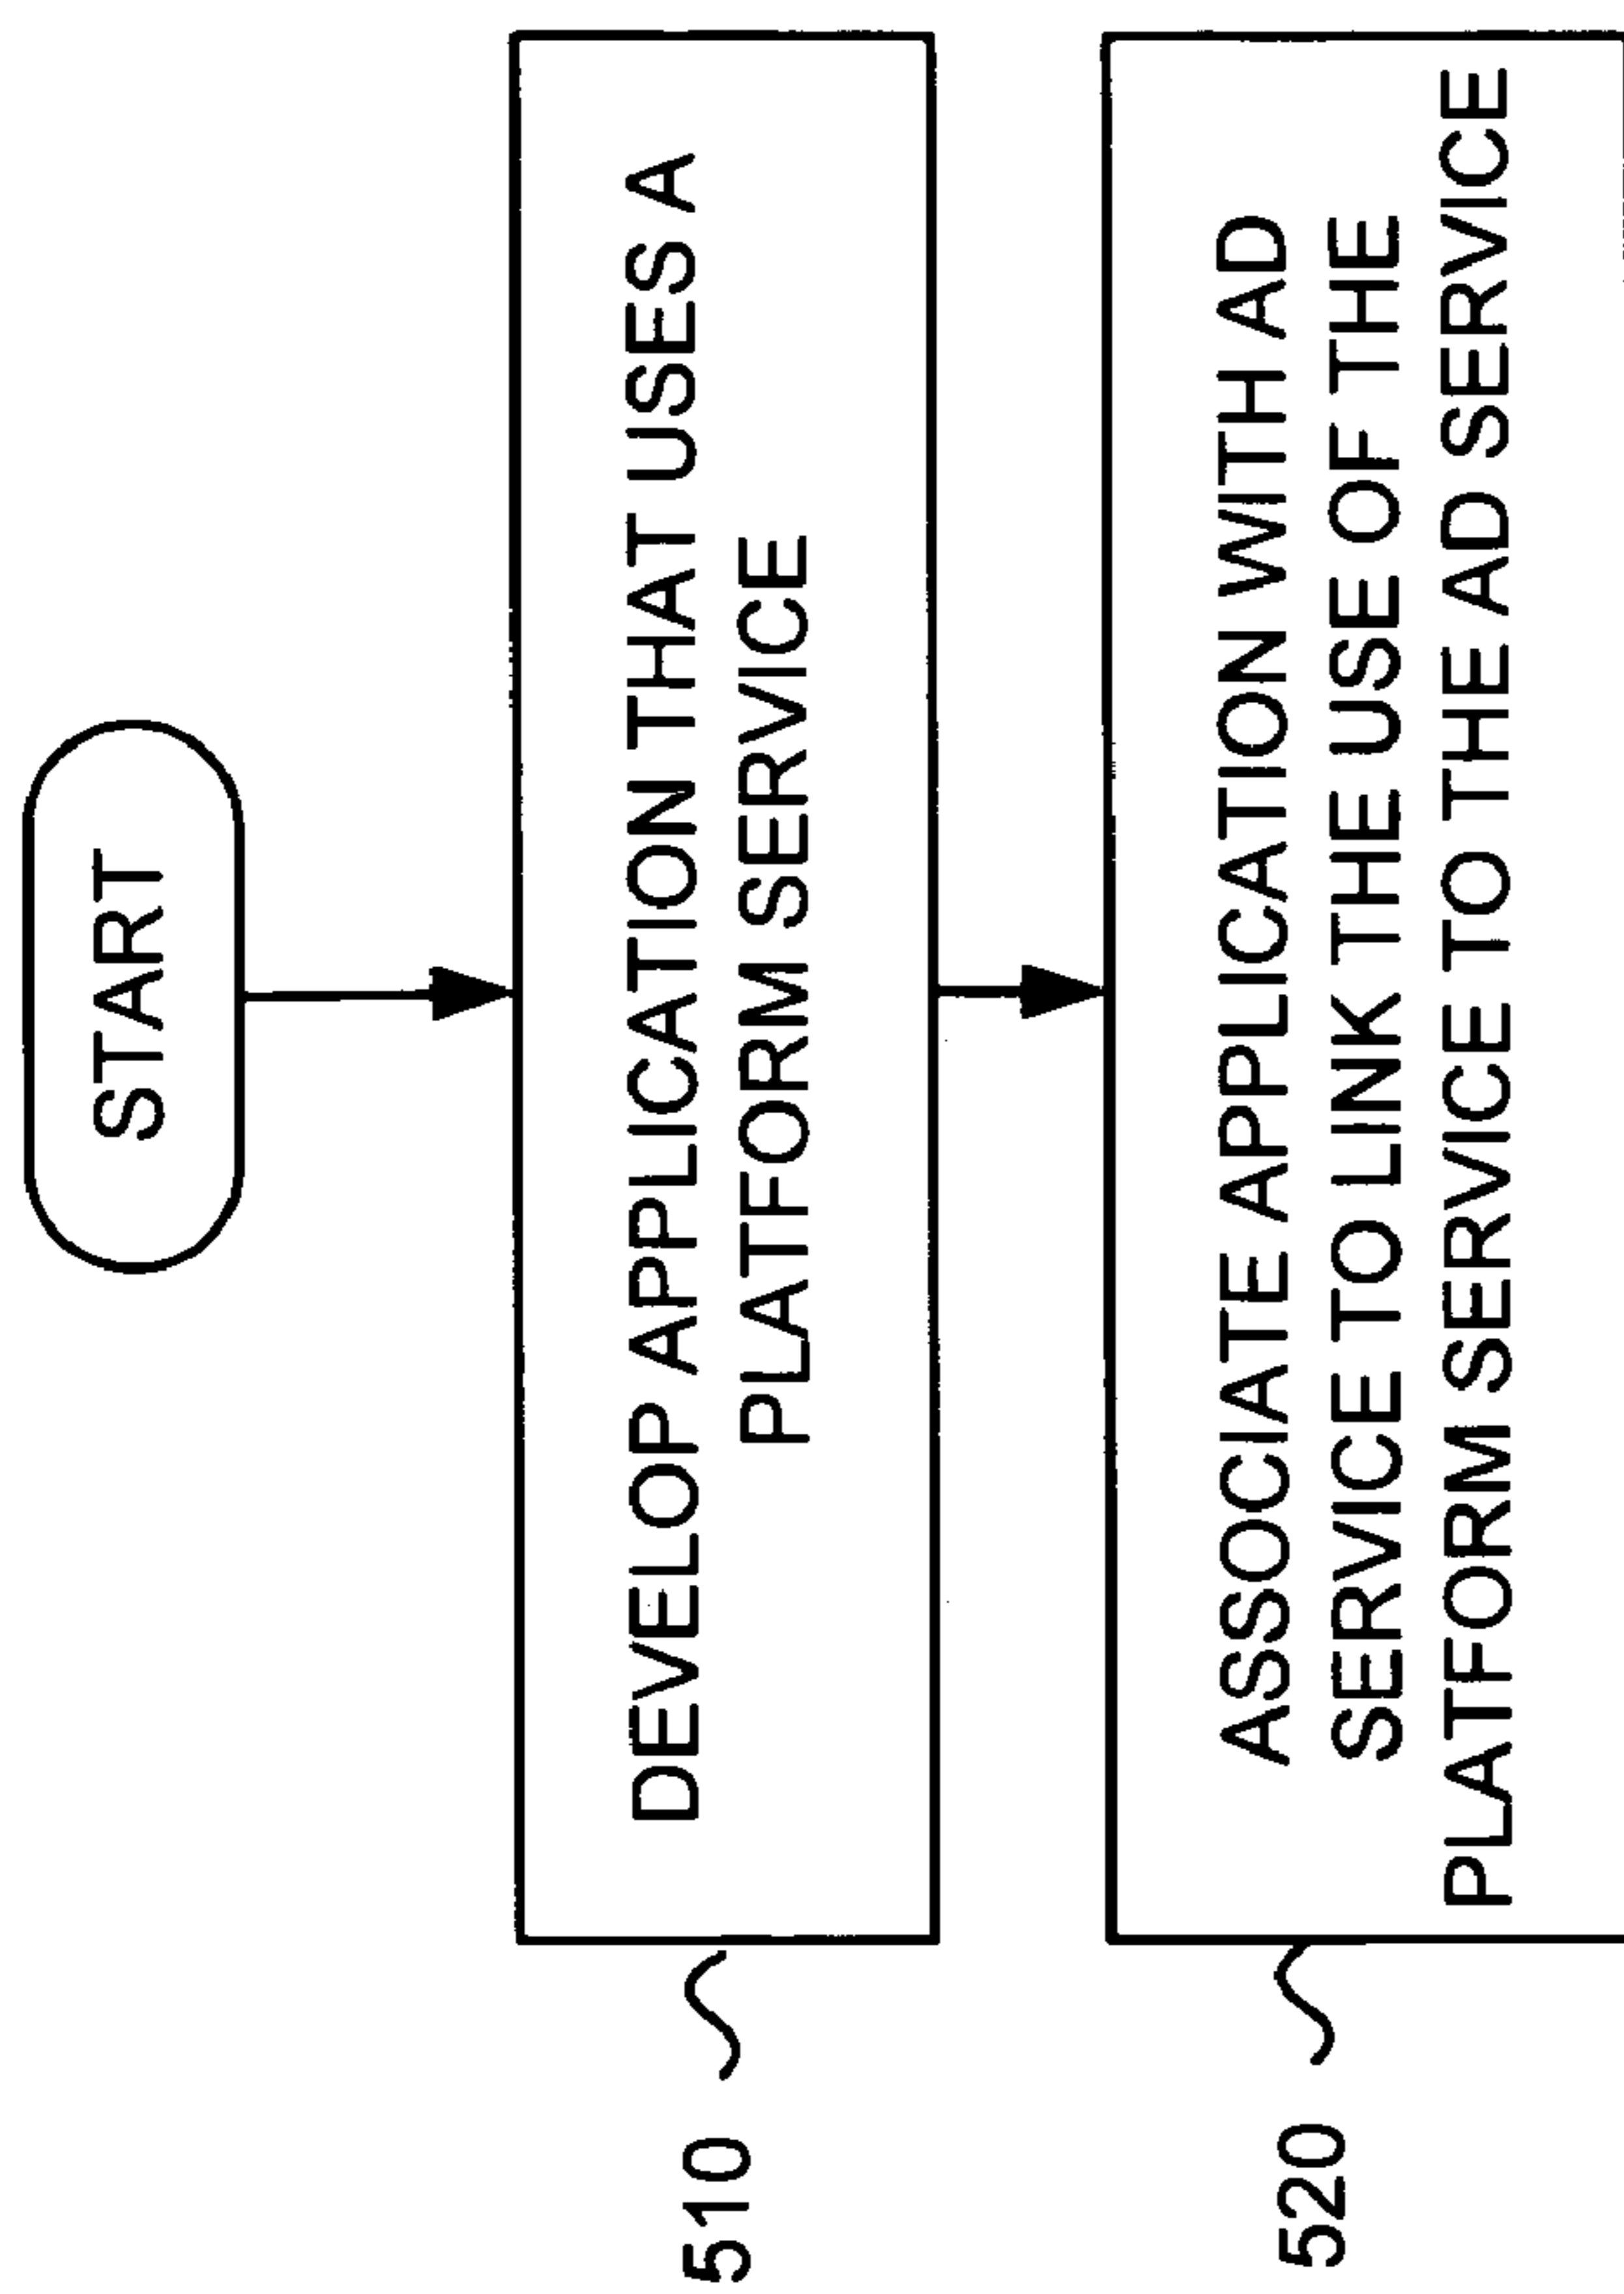 START
DEVELOP APPLICATION THAT USES A
PLATFORM SERVICE
510
ASSOCIATE APPLICATION WITH AD
SERVICE TO LINK THE USE OF THE
PLATFORM SERVICE TO THE AD SERVICE
520